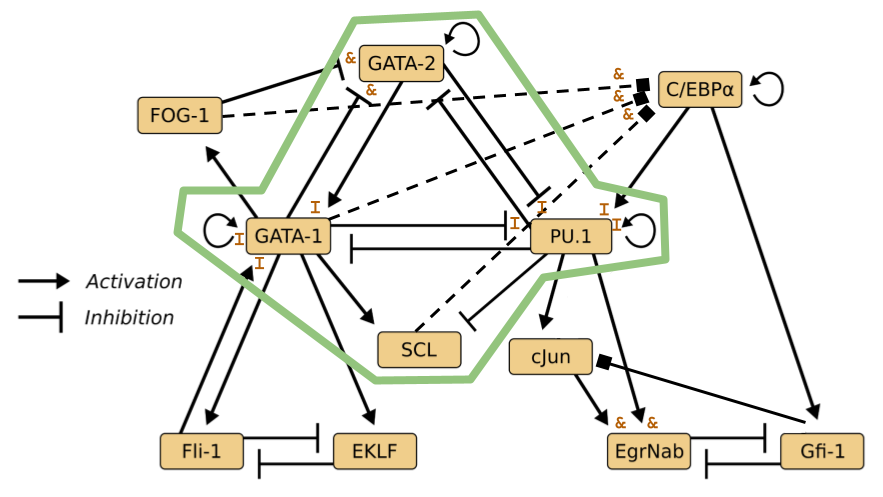 &
GATA-2
&
&
&
&
C/EBPα
FOG-1
I
I
I
I
I
I
GATA-1
PU.1
I
Activation
Inhibition
SCL
cJun
&
&
Fli-1
EKLF
EgrNab
Gfi-1